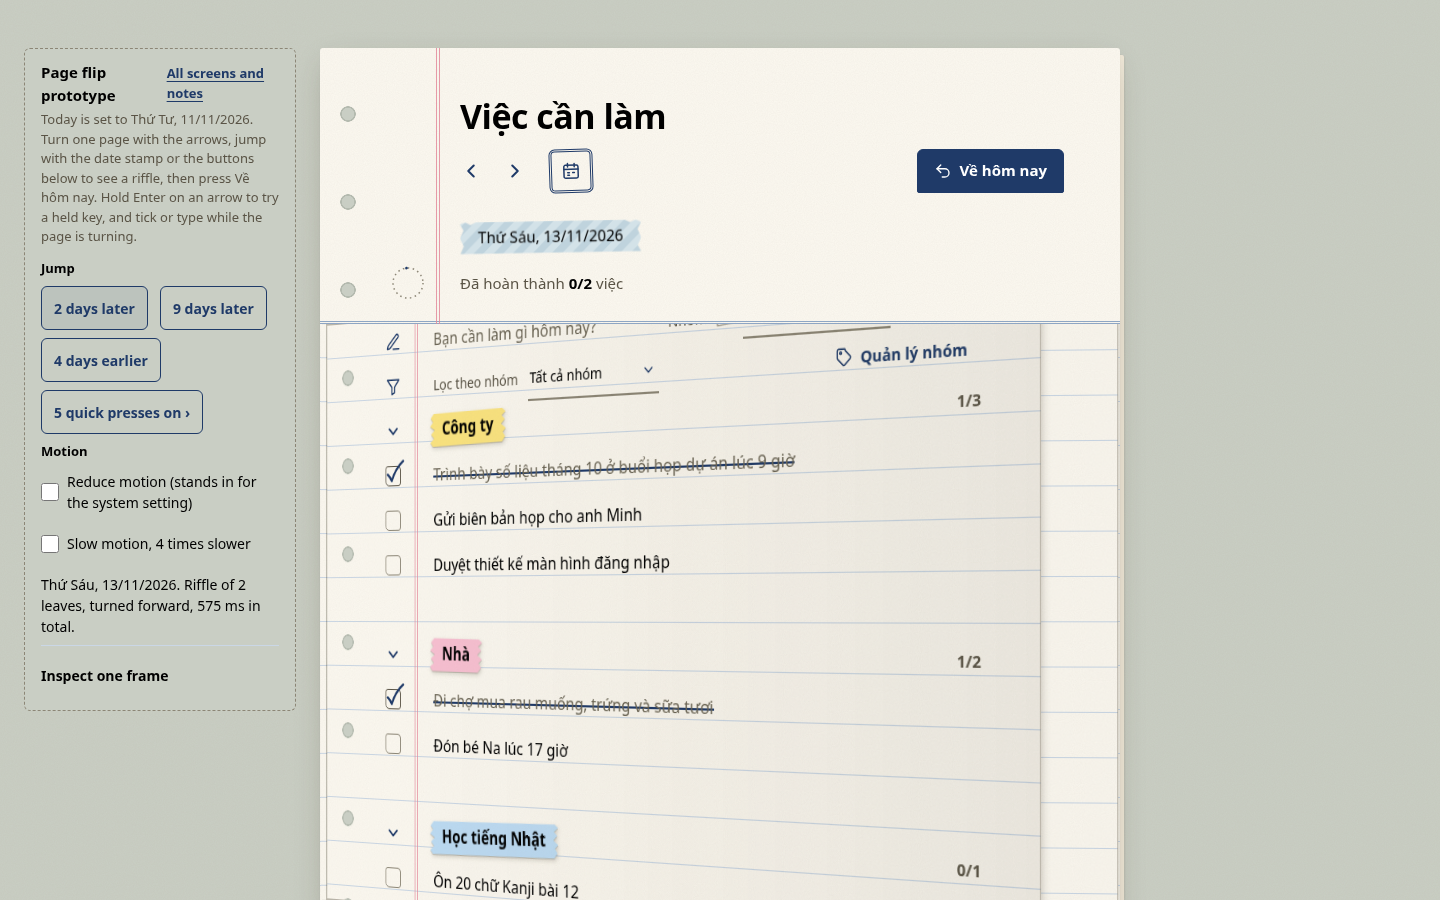 Page flip prototype
All screens and notes
Today is set to Thứ Tư, 11/11/2026.
Turn one page with the arrows, jump
with the date stamp or the buttons
below to see a riffle, then press Về
hôm nay. Hold Enter on an arrow to try
a held key, and tick or type while the
page is turning.
Jump
2 days later
9 days later
4 days earlier
5 quick presses on ›
Motion
Reduce motion (stands in for
the system setting)
Slow motion, 4 times slower
Thứ Sáu, 13/11/2026. Riffle of 2
leaves, turned forward, 575 ms in
total.
Inspect one frame
Việc cần làm
Về hôm nay
Thứ Sáu, 13/11/2026
Đã hoàn thành 0/2 việc
Bạn cần làm gì hôm nay?
Quản lý nhóm
Lọc theo nhóm Tất cả nhóm
Công ty 1/3
Trình bày số liệu tháng 10 ở buổi họp dự án lúc 9 giờ
Gửi biên bản họp cho anh Minh
Duyệt thiết kế màn hình đăng nhập
Nhà 1/2
Đi chợ mua rau muống, trứng và sữa tươi
Đón bé Na lúc 17 giờ
Học tiếng Nhật 0/1
Ôn 20 chữ Kanji bài 12